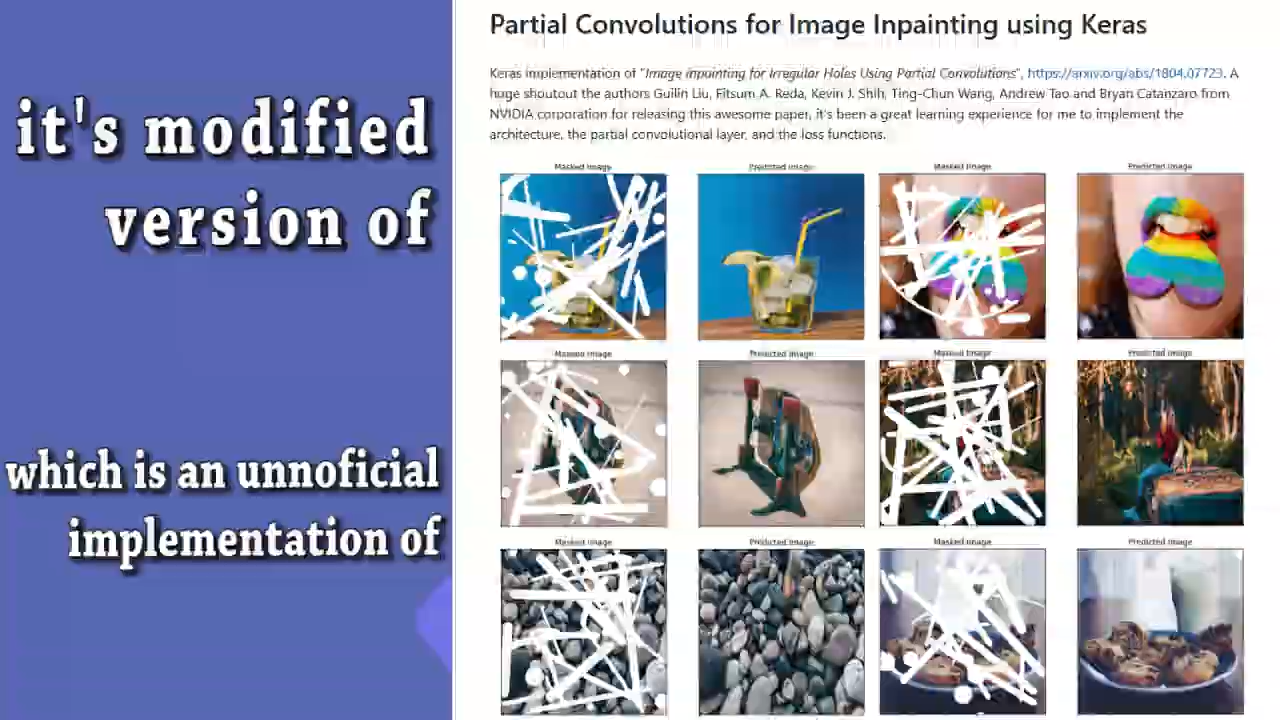 it's modified
version of
which is an unnoficial
implementation of
Partial Convolutions for Image Inpainting using Keras
Keras implementation of "Image Inpainting for Irregular Holes Using Partial Convolutions", https://arxiv.org/abs/1804.07723. A
huge shoutout the authors Guilin Liu, Fitsum A. Reda, Kevin J. Shih, Ting-Chun Wang, Andrew Tao and Bryan Catanzaro from
NVIDIA corporation for releasing this awesome paper, it's been a great learning experience for me to implement the
architecture, the partial convolutional layer, and the loss functions.
Masked Image Predicted Image Masked Image Predicted Image
Masked Image Predicted Image Masked Image Predicted Image
Masked Image Predicted Image Masked Image Predicted Image